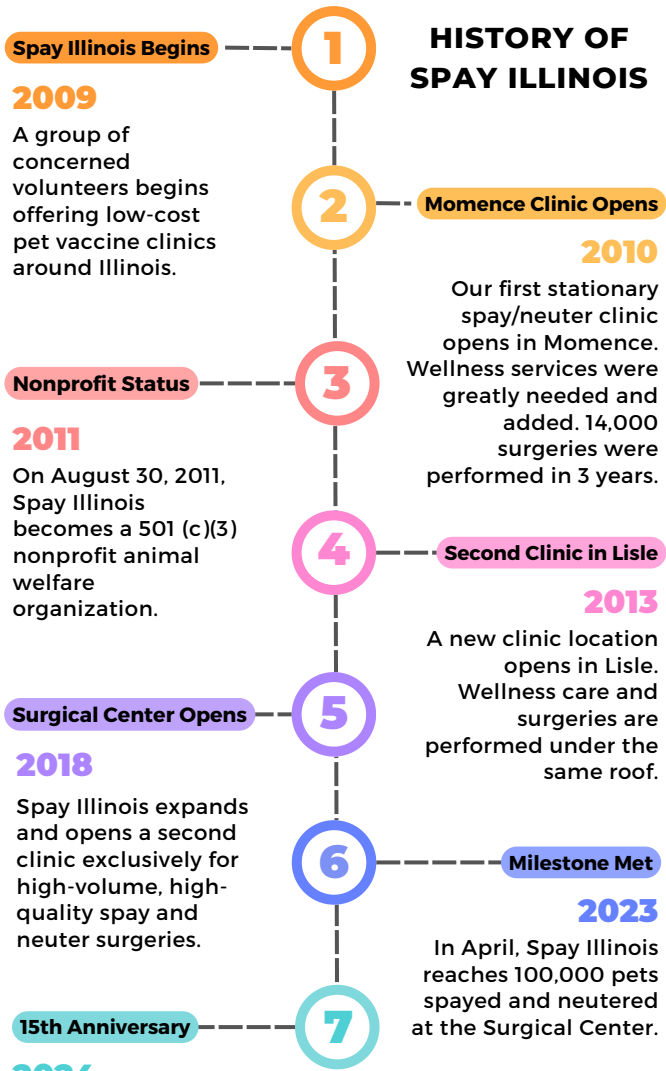 HISTORY OF
SPAY ILLINOIS
Spay Illinois Begins
1
2009
A group of
concerned
volunteers begins
offering low-cost
pet vaccine clinics
around Illinois.
2
Momence Clinic Opens
2010
Our first stationary
spay/neuter clinic
opens in Momence.
Wellness services were
greatly needed and
added. 14,000
surgeries were
performed in 3 years.
Nonprofit Status
3
2011
On August 30, 2011,
Spay Illinois
becomes a 501 (c)(3)
nonprofit animal
welfare
organization.
4
Second Clinic in Lisle
2013
A new clinic location
opens in Lisle.
Wellness care and
surgeries are
performed under the
same roof.
Surgical Center Opens
5
2018
Spay Illinois expands
and opens a second
clinic exclusively for
high-volume, high-
quality spay and
neuter surgeries.
6
Milestone Met
2023
In April, Spay Illinois
reaches 100,000 pets
spayed and neutered
at the Surgical Center.
15th Anniversary
7